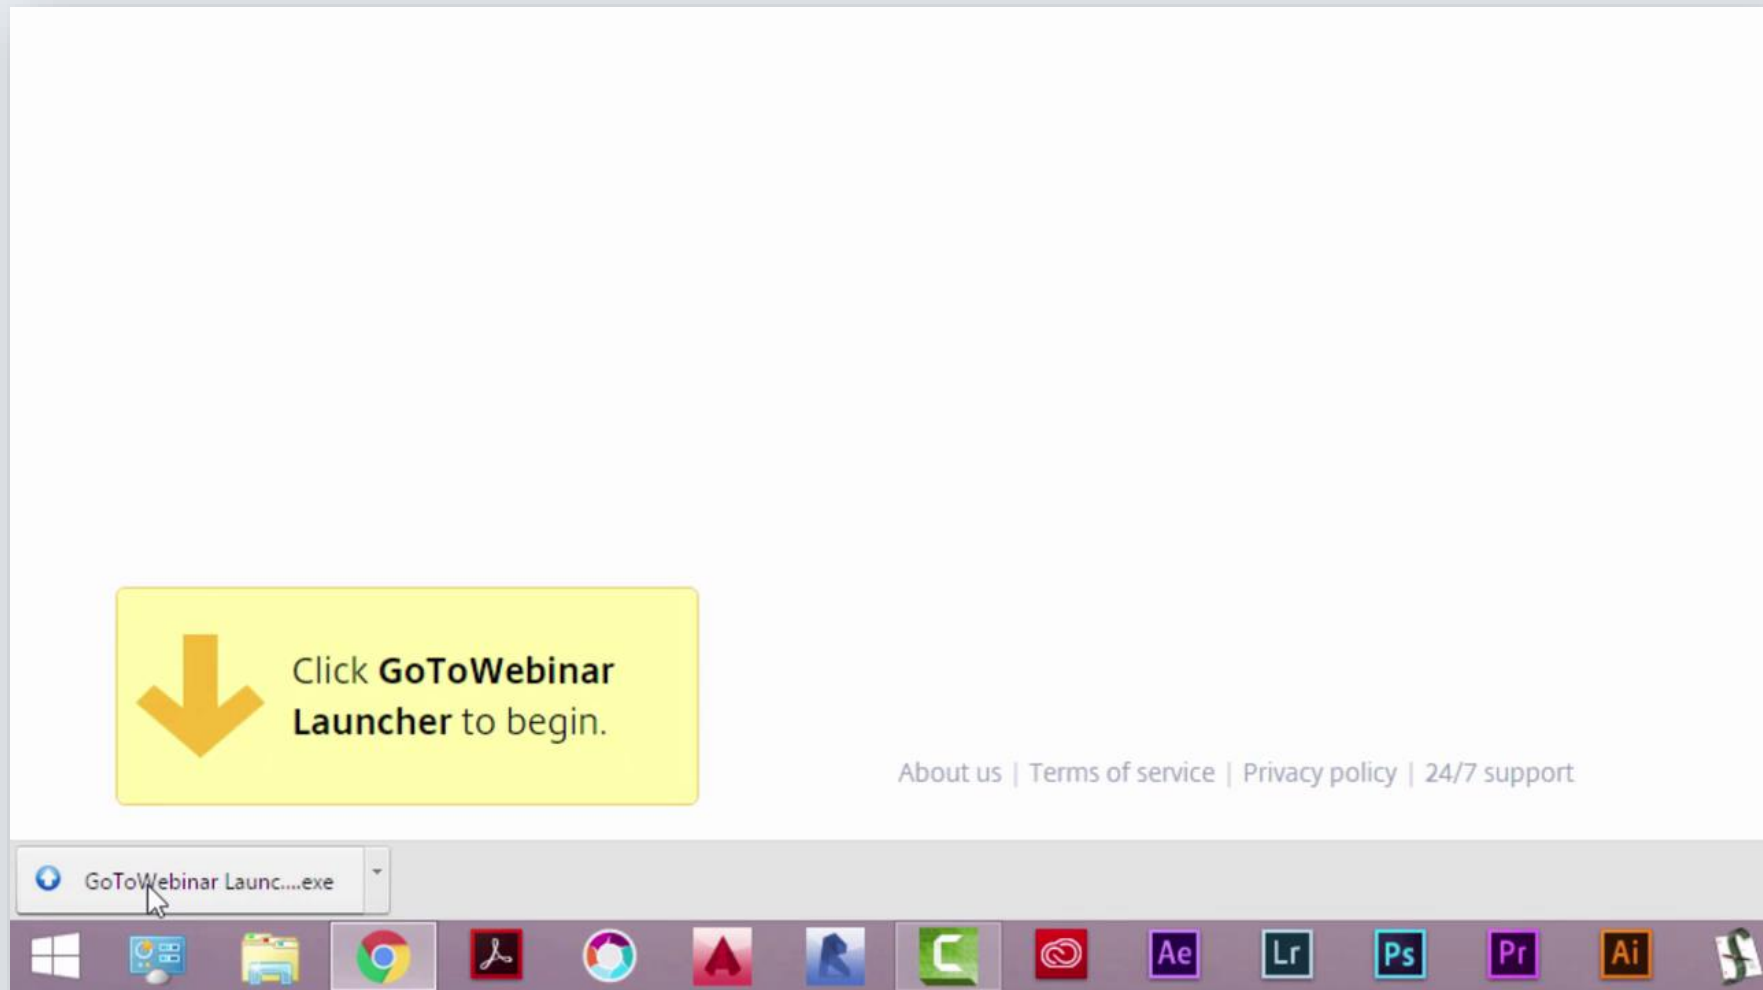 Click GoToWebinar
Launcher to begin.
About us | Terms of service | Privacy policy | 24/7 support
GoToWebinar Launc....exe
Ae
Lr
Ps
Pr
Ai